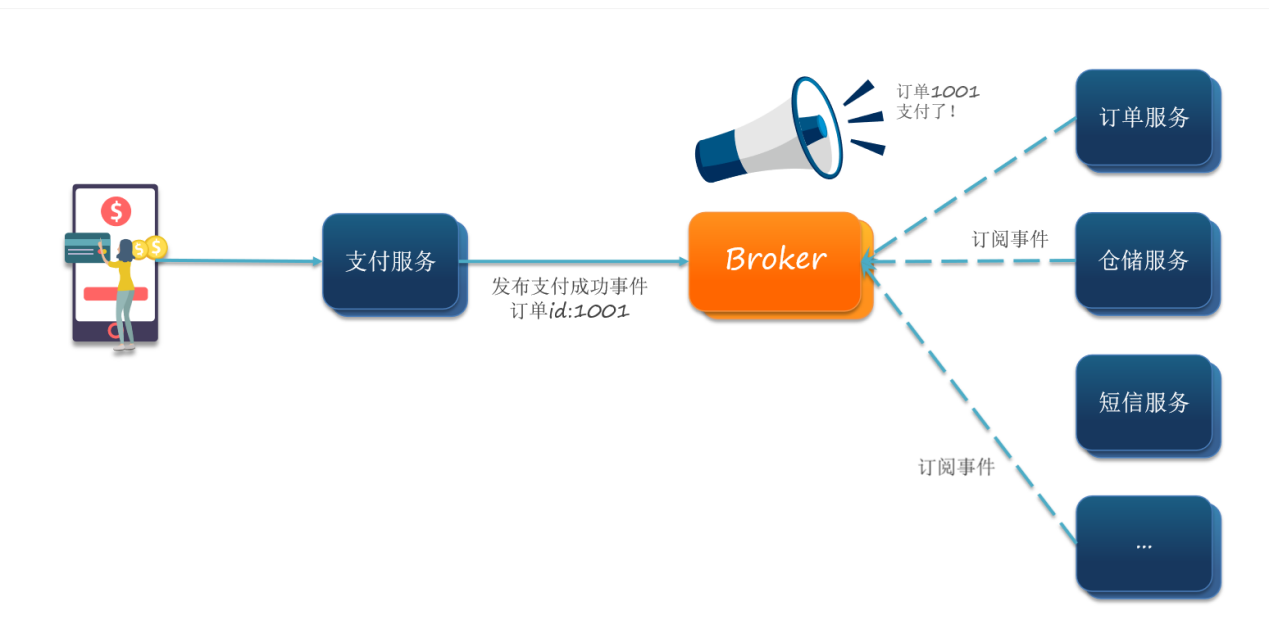 订单1001
支付了！
订单服务
支付服务
发布支付成功事件
订单id:1001
Broker
订阅事件
仓储服务
短信服务
订阅事件
...
$
$
$